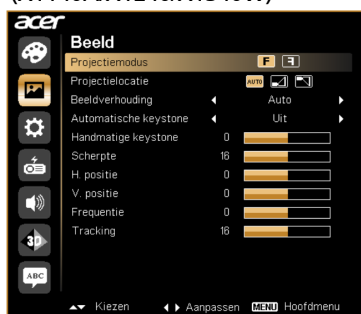 acer
Beeld
Projectiemodus F F
Projectielocatie AUTO
Beeldverhouding Auto
Automatische keystone Uit
Handmatige keystone 0
Scherpte 16
H. positie 0
V. positie 0
Frequentie 0
Tracking 16
3D
ABC
Kiezen Aanpassen MENU Hoofdmenu